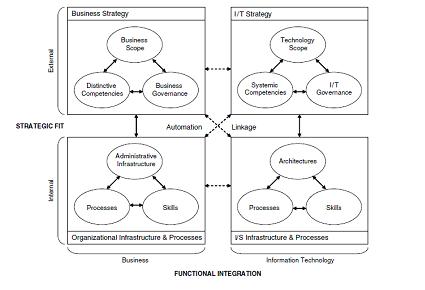 Business Strategy
I/T Strategy
Business
Scope
Technology
Scope
External
Distinctive
Competencies
Business
Governance
Systemic
Competencies
I/T
Governance
STRATEGIC FIT
Automation
Linkage
Administrative
Infrastructure
Architectures
Internal
Processes
Skills
Processes
Skills
Organizational Infrastructure & Processes
I/S Infrastructure & Processes
Business
Information Technology
FUNCTIONAL INTEGRATION